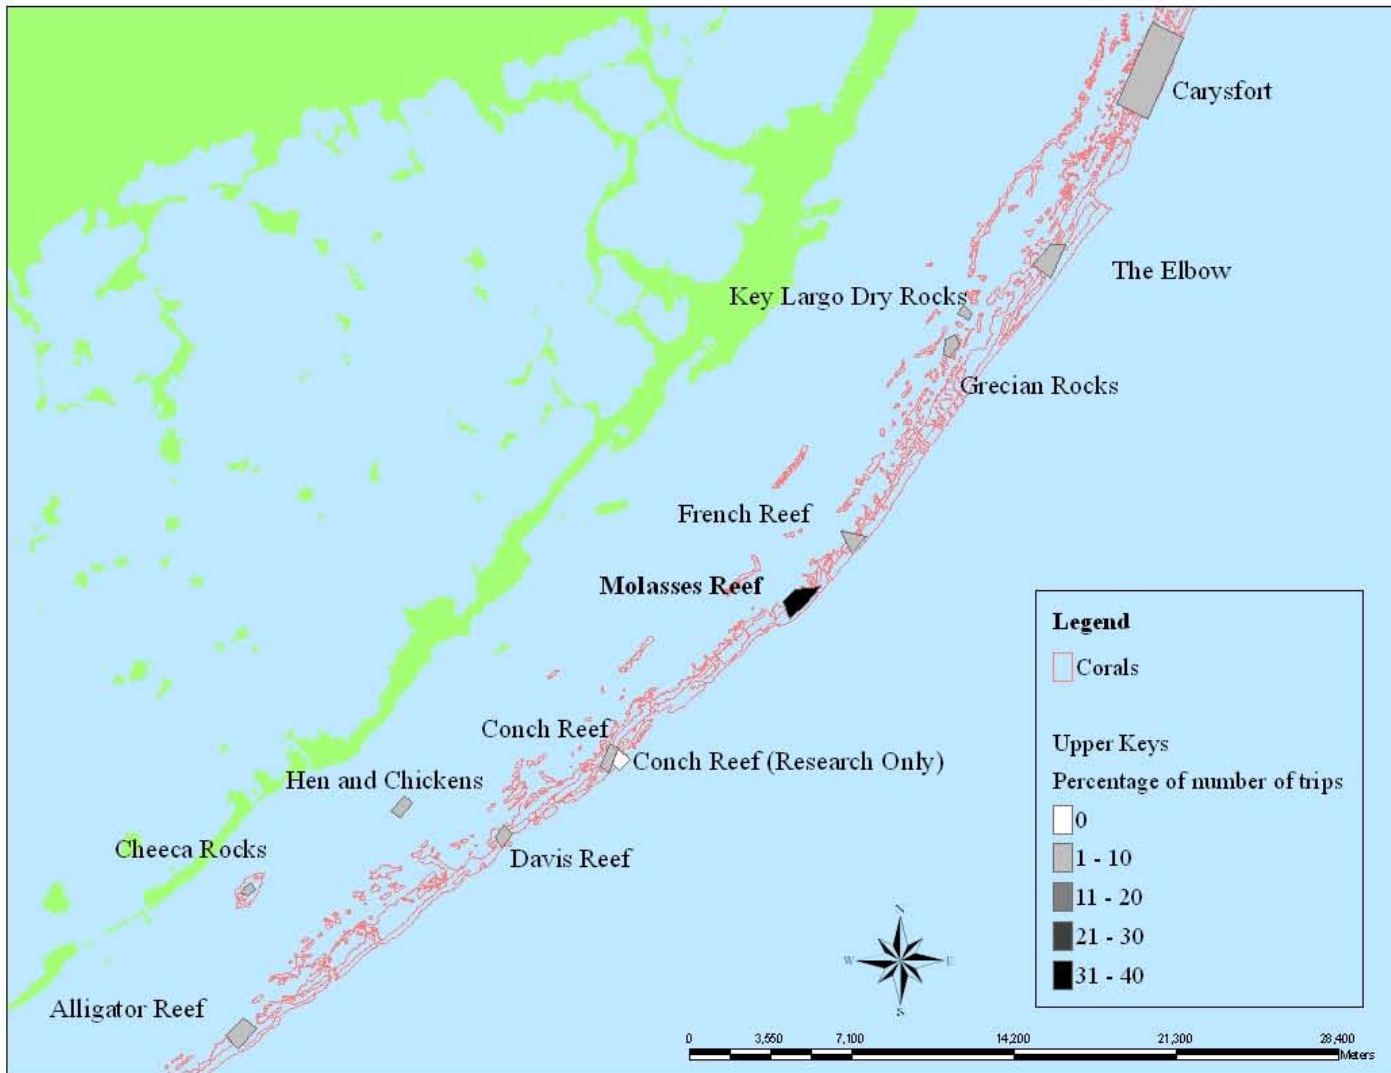 Carysfort
The Elbow
Key Largo Dry Rocks
Grecian Rocks
French Reef
Molasses Reef
Conch Reef
Conch Reef (Research Only)
Hen and Chickens
Cheeca Rocks
Davis Reef
Alligator Reef
Legend
Corals
Upper Keys
Percentage of number of trips
0
1 - 10
11 - 20
21 - 30
31 - 40
N
W E
S
0 3,550 7,100 14,200 21,300 28,400
Meters